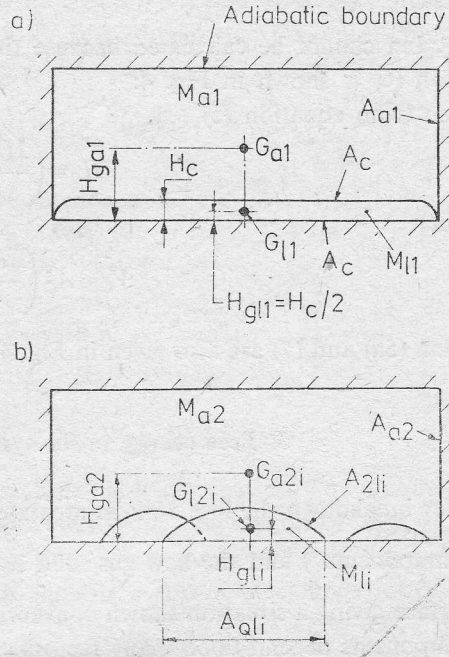 a)
Adiabatic boundary
Ma1
Aa1
Hga1
Hc
Ga1
Ac
Gl1
Ac
Ml1
Hgl1=Hc/2
b)
Ma2
Aa2
Hga2
Ga2i
A2li
Gl2i
Hgli
Mli
AQli